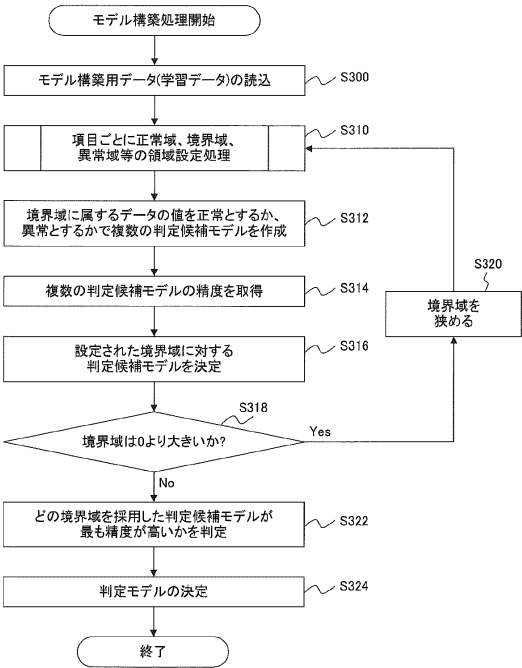 モデル構築処理開始
モデル構築用データ(学習データ)の読込
S300
項目ごとに正常域、境界域、
異常域等の領域設定処理
S310
境界域に属するデータの値を正常とするか、
異常とするかで複数の判定候補モデルを作成
S312
複数の判定候補モデルの精度を取得
S314
設定された境界域に対する
判定候補モデルを決定
S316
境界域は0より大きいか?
S318
Yes
境界域を
狭める
S320
No
どの境界域を採用した判定候補モデルが
最も精度が高いかを判定
S322
判定モデルの決定
S324
終了